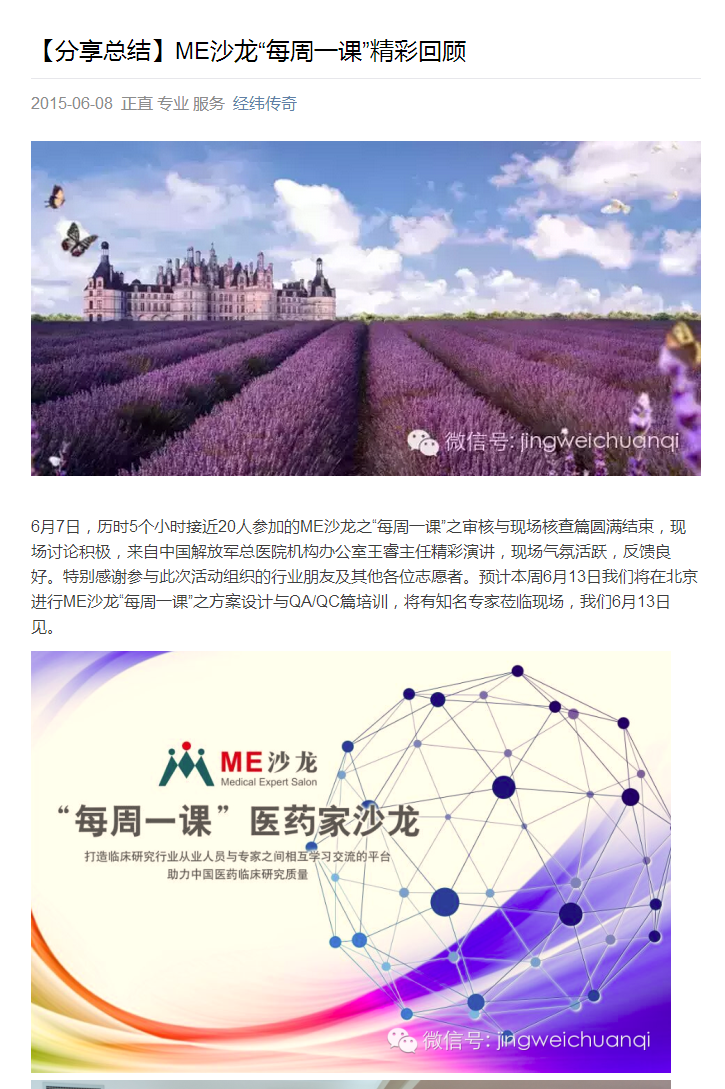 【分享总结】ME沙龙“每周一课”精彩回顾
2015-06-08 正直 专业 服务 经纬传奇
微信号: jingweichuanqi
6月7日，历时5个小时接近20人参加的ME沙龙之“每周一课”之审核与现场核查篇圆满结束，现
场讨论积极，来自中国解放军总医院机构办公室王睿主任精彩演讲，现场气氛活跃，反馈良
好。特别感谢参与此次活动组织的行业朋友及其他各位志愿者。预计本周6月13日我们将在北京
进行ME沙龙“每周一课”之方案设计与QA/QC篇培训，将有知名专家莅临现场，我们6月13日
见。
ME沙龙
Medical Expert Salon
“每周一课”医药家沙龙
打造临床研究行业从业人员与专家之间相互学习交流的平台
助力中国医药临床研究质量
微信号: jingweichuanqi